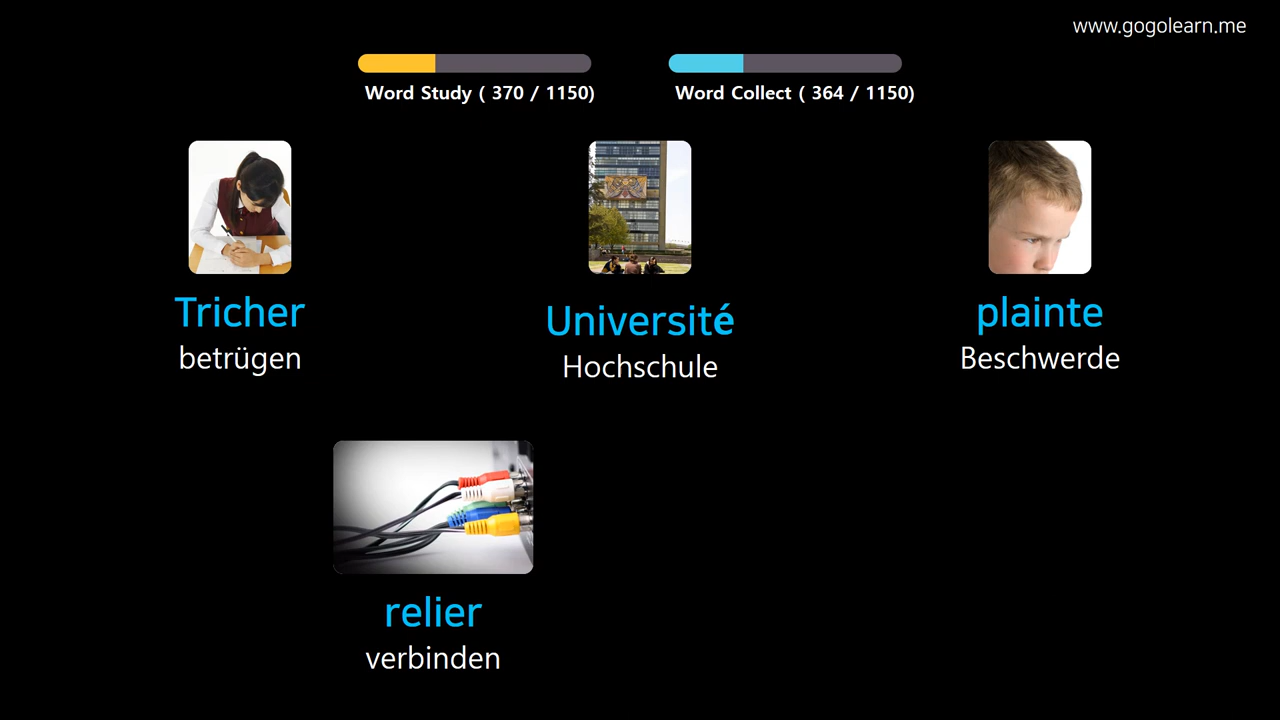 www.gogolearn.me
Word Study ( 370 / 1150)
Word Collect ( 364 / 1150)
Tricher
betrügen
Université
Hochschule
plainte
Beschwerde
relier
verbinden